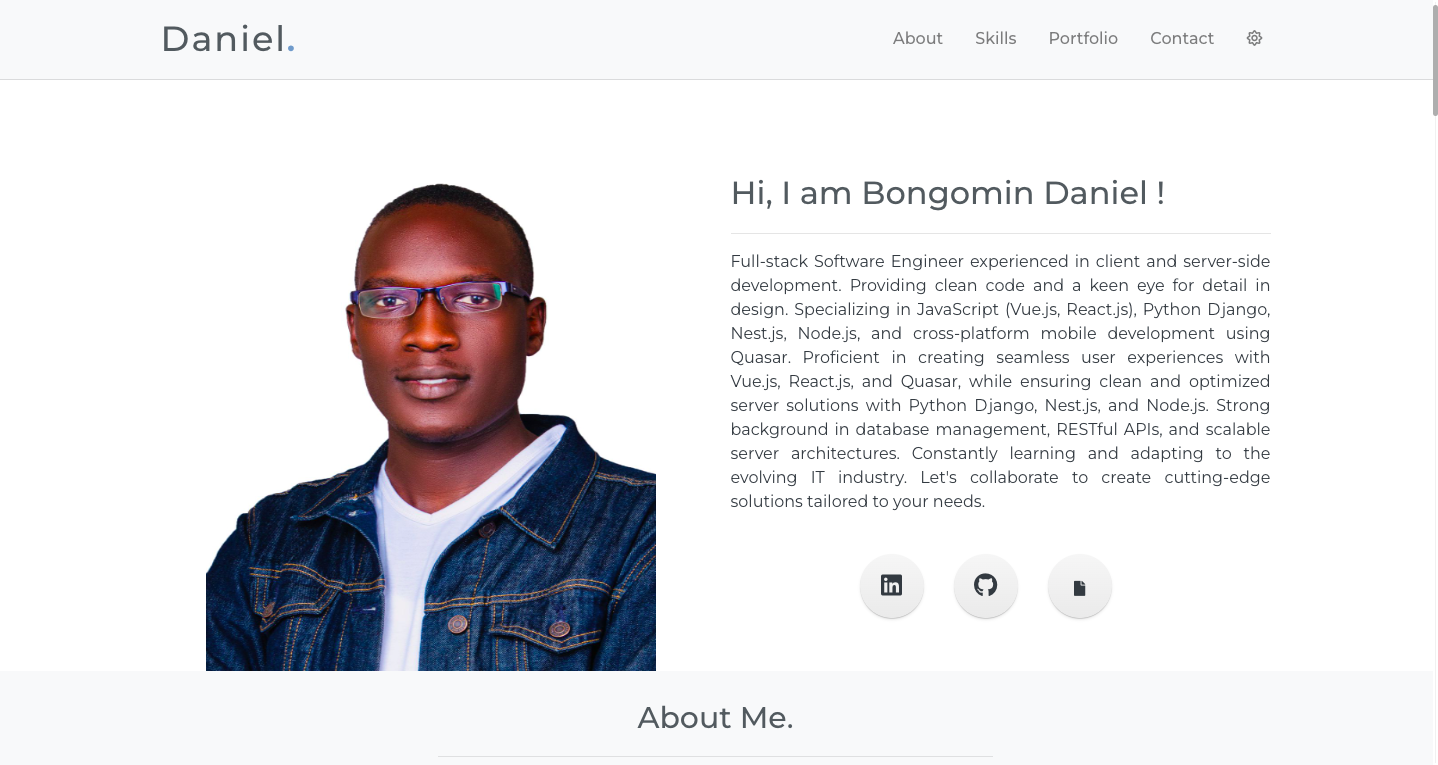 Daniel.
About Skills Portfolio Contact
Hi, I am Bongomin Daniel !
Full-stack Software Engineer experienced in client and server-side
development. Providing clean code and a keen eye for detail in
design. Specializing in JavaScript (Vue.js, React.js), Python Django,
Nest.js, Node.js, and cross-platform mobile development using
Quasar. Proficient in creating seamless user experiences with
Vue.js, React.js, and Quasar, while ensuring clean and optimized
server solutions with Python Django, Nest.js, and Node.js. Strong
background in database management, RESTful APIs, and scalable
server architectures. Constantly learning and adapting to the
evolving IT industry. Let's collaborate to create cutting-edge
solutions tailored to your needs.
in
About Me.